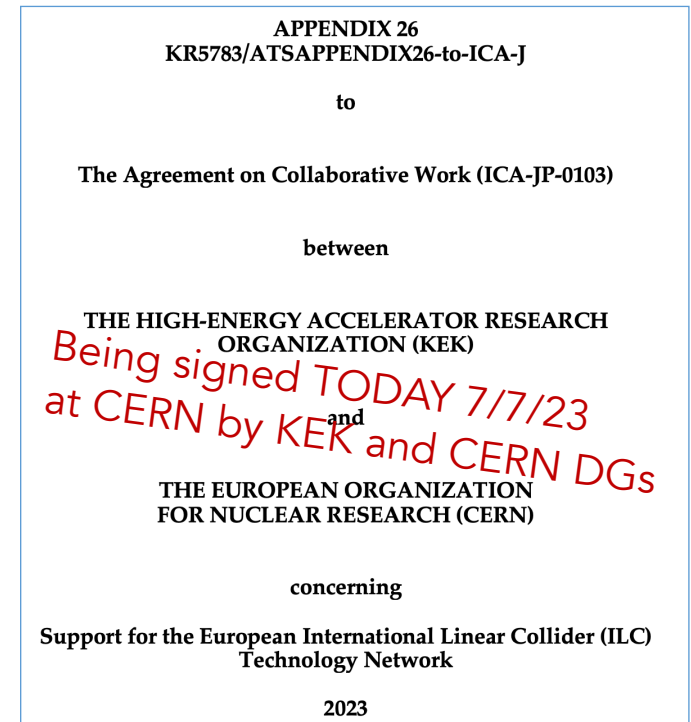 APPENDIX 26
KR5783/ATSAPPENDIX26-to-ICA-J
to
The Agreement on Collaborative Work (ICA-JP-0103)
between
THE HIGH-ENERGY ACCELERATOR RESEARCH
ORGANIZATION (KEK)
Being signed TODAY 7/7/23
at CERN by KEK and CERN DGs
and
THE EUROPEAN ORGANIZATION
FOR NUCLEAR RESEARCH (CERN)
concerning
Support for the European International Linear Collider (ILC)
Technology Network
2023